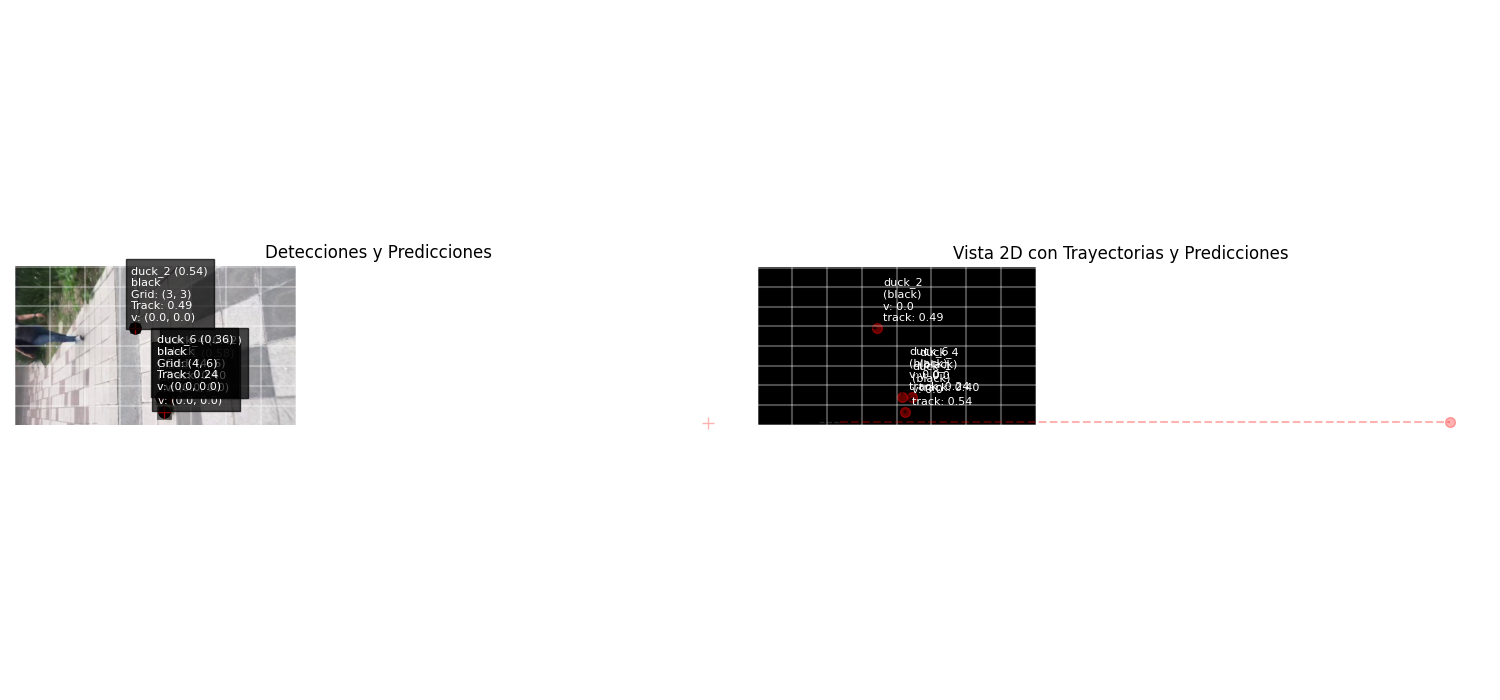 Detecciones y Predicciones
duck_2 (0.54)
black
Grid: (3, 3)
Track: 0.49
v: (0.0, 0.0)
duck_6 (0.36)
black
Grid: (4, 6)
Track: 0.24
v: (0.0, 0.0)
v: (0.0, 0.0)
Vista 2D con Trayectorias y Predicciones
duck_2
(black)
v: 0.0
track: 0.49
duck_6
(black)
track: 0.54